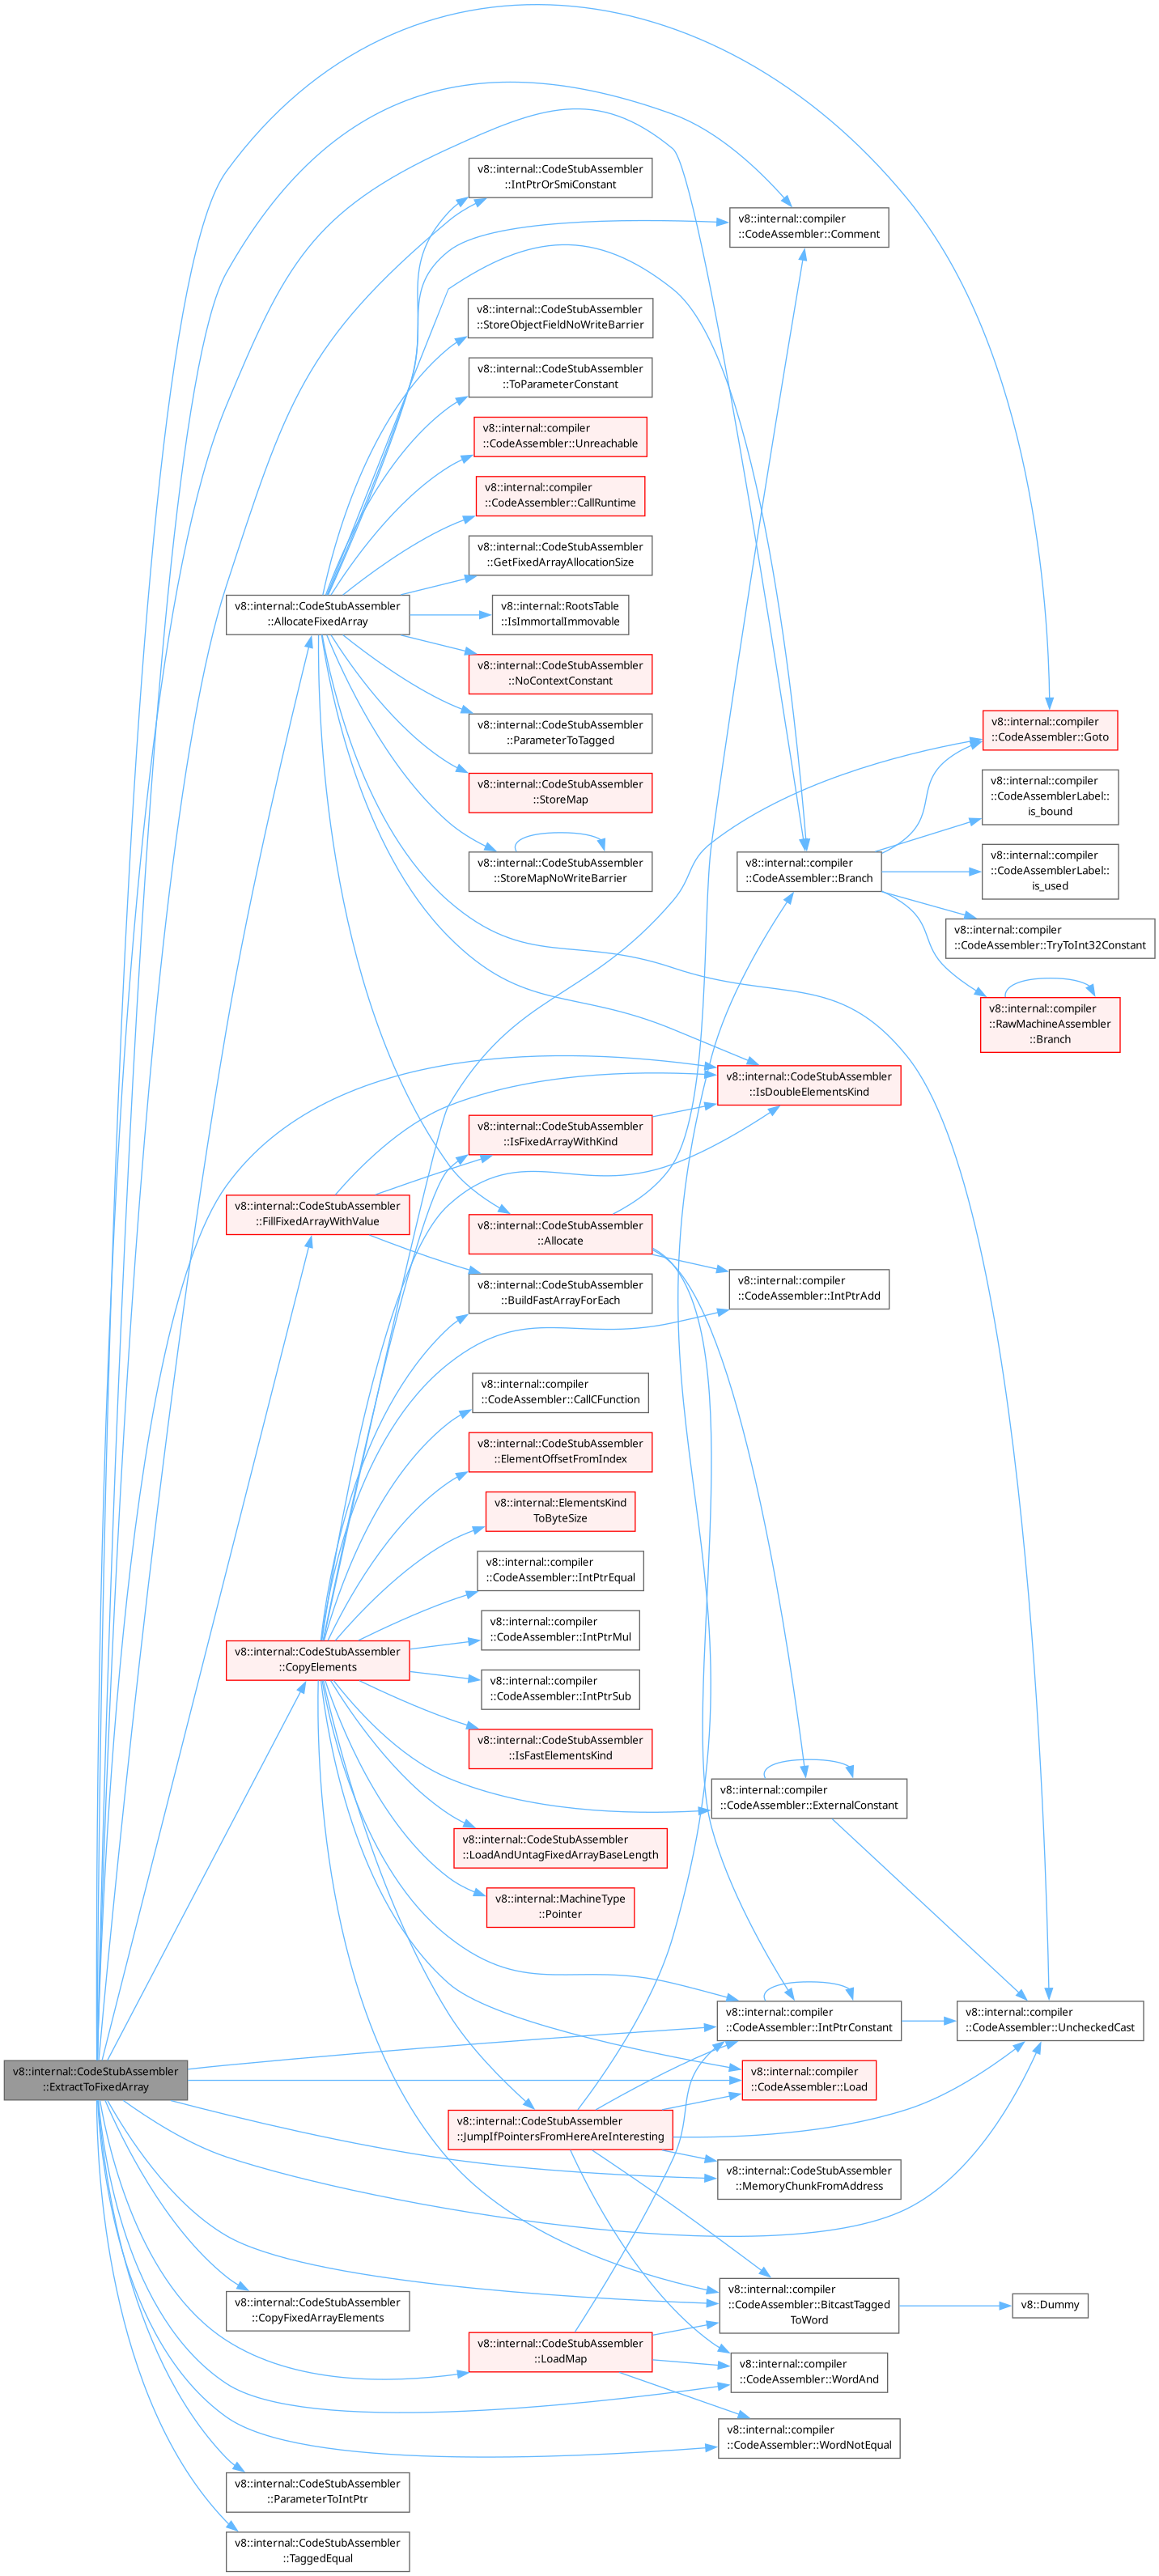 v8::internal::CodeStubAssembler
::IntPtrOrSmiConstant
v8::internal::compiler
::CodeAssembler::Comment
v8::internal::CodeStubAssembler
::StoreObjectFieldNoWriteBarrier
v8::internal::CodeStubAssembler
::ToParameterConstant
v8::internal::compiler
::CodeAssembler::Unreachable
v8::internal::compiler
::CodeAssembler::CallRuntime
v8::internal::CodeStubAssembler
::GetFixedArrayAllocationSize
v8::internal::CodeStubAssembler
::AllocateFixedArray
v8::internal::RootsTable
::IsImmortalImmovable
v8::internal::CodeStubAssembler
::NoContextConstant
v8::internal::CodeStubAssembler
::ParameterToTagged
v8::internal::compiler
::CodeAssembler::Goto
v8::internal::CodeStubAssembler
::StoreMap
v8::internal::compiler
::CodeAssemblerLabel::
is_bound
v8::internal::CodeStubAssembler
::StoreMapNoWriteBarrier
v8::internal::compiler
::CodeAssembler::Branch
v8::internal::compiler
::CodeAssemblerLabel::
is_used
v8::internal::compiler
::CodeAssembler::TryToInt32Constant
v8::internal::compiler
::RawMachineAssembler
::Branch
v8::internal::CodeStubAssembler
::IsDoubleElementsKind
v8::internal::CodeStubAssembler
::IsFixedArrayWithKind
v8::internal::CodeStubAssembler
::FillFixedArrayWithValue
v8::internal::CodeStubAssembler
::Allocate
v8::internal::CodeStubAssembler
::BuildFastArrayForEach
v8::internal::compiler
::CodeAssembler::IntPtrAdd
v8::internal::compiler
::CodeAssembler::CallCFunction
v8::internal::CodeStubAssembler
::ElementOffsetFromIndex
v8::internal::ElementsKind
ToByteSize
v8::internal::compiler
::CodeAssembler::IntPtrEqual
v8::internal::CodeStubAssembler
::CopyElements
v8::internal::compiler
::CodeAssembler::IntPtrMul
v8::internal::compiler
::CodeAssembler::IntPtrSub
v8::internal::CodeStubAssembler
::IsFastElementsKind
v8::internal::compiler
::CodeAssembler::ExternalConstant
v8::internal::CodeStubAssembler
::LoadAndUntagFixedArrayBaseLength
v8::internal::MachineType
::Pointer
v8::internal::compiler
::CodeAssembler::IntPtrConstant
v8::internal::compiler
::CodeAssembler::UncheckedCast
v8::internal::CodeStubAssembler
::ExtractToFixedArray
v8::internal::compiler
::CodeAssembler::Load
v8::internal::CodeStubAssembler
::JumpIfPointersFromHereAreInteresting
v8::internal::CodeStubAssembler
::MemoryChunkFromAddress
v8::internal::CodeStubAssembler
::CopyFixedArrayElements
v8::internal::compiler
::CodeAssembler::BitcastTagged
ToWord
v8::Dummy
v8::internal::CodeStubAssembler
::LoadMap
v8::internal::compiler
::CodeAssembler::WordAnd
v8::internal::compiler
::CodeAssembler::WordNotEqual
v8::internal::CodeStubAssembler
::ParameterToIntPtr
v8::internal::CodeStubAssembler
::TaggedEqual